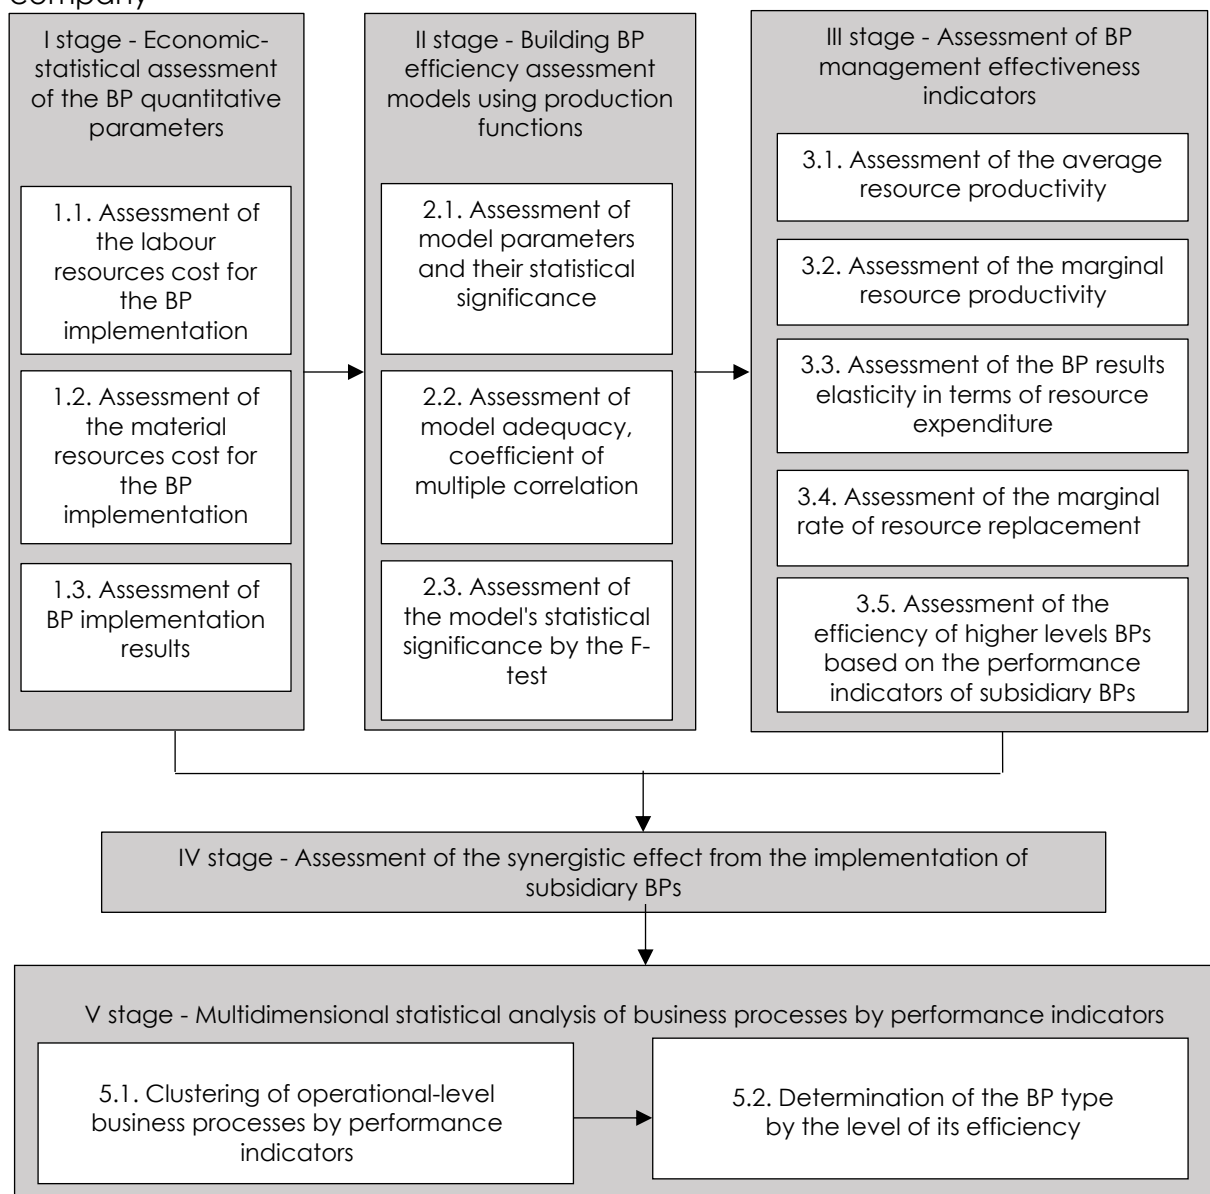 company
I stage - Economic-
statistical assessment
of the BP quantitative
parameters
1.1. Assessment of
the labour
resources cost for
the BP
implementation
1.2. Assessment of
the material
resources cost for
the BP
implementation
1.3. Assessment of
BP implementation
results
II stage - Building BP
efficiency assessment
models using production
functions
2.1. Assessment of
model parameters
and their statistical
significance
2.2. Assessment of
model adequacy,
coefficient of
multiple correlation
2.3. Assessment of
the model's statistical
significance by the F-
test
III stage - Assessment of BP
management effectiveness
indicators
3.1. Assessment of the average
resource productivity
3.2. Assessment of the marginal
resource productivity
3.3. Assessment of the BP results
elasticity in terms of resource
expenditure
3.4. Assessment of the marginal
rate of resource replacement
3.5. Assessment of the
efficiency of higher levels BPs
based on the performance
indicators of subsidiary BPs
IV stage - Assessment of the synergistic effect from the implementation of
subsidiary BPs
V stage - Multidimensional statistical analysis of business processes by performance indicators
5.1. Clustering of operational-level
business processes by performance
indicators
5.2. Determination of the BP type
by the level of its efficiency